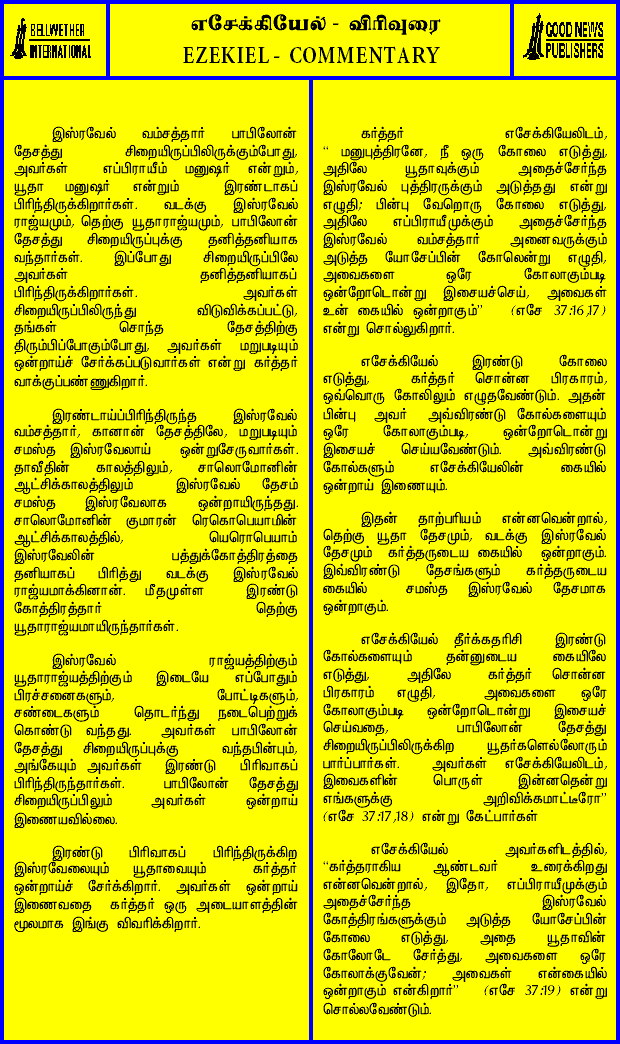 BELLWETHER
INTERNATIONAL
எசேக்கியேல் - விரிவுரை
EZEKIEL - COMMENTARY
GOOD NEWS
PUBLISHERS
இஸ்ரவேல் வம்சத்தார் பாபிலோன்
தேசத்து சிறையிருப்பிலிருக்கும்போது,
அவர்கள் எப்பிராயீம் மனுஷர் என்றும்,
யூதா மனுஷர் என்றும் இரண்டாகப்
பிரிந்திருக்கிறார்கள். வடக்கு இஸ்ரவேல்
ராஜ்யமும், தெற்கு யூதாராஜ்யமும், பாபிலோன்
தேசத்து சிறையிருப்புக்கு தனித்தனியாக
வந்தார்கள். இப்போது சிறையிருப்பிலே
அவர்கள் தனித்தனியாகப்
பிரிந்திருக்கிறார்கள். அவர்கள்
சிறையிருப்பிலிருந்து விடுவிக்கப்பட்டு,
தங்கள் சொந்த தேசத்திற்கு
திரும்பிப்போகும்போது, அவர்கள் மறுபடியும்
ஒன்றாய்ச் சேர்க்கப்படுவார்கள் என்று கர்த்தர்
வாக்குப்பண்ணுகிறார்.
இரண்டாய்ப்பிரிந்திருந்த இஸ்ரவேல்
வம்சத்தார், கானான் தேசத்திலே, மறுபடியும்
சமஸ்த இஸ்ரவேலாய் ஒன்றுசேருவார்கள்.
தாவீதின் காலத்திலும், சாலொமோனின்
ஆட்சிக்காலத்திலும் இஸ்ரவேல் தேசம்
சமஸ்த இஸ்ரவேலாக ஒன்றாயிருந்தது.
சாலொமோனின் குமாரன் ரெகொபெயாமின்
ஆட்சிக்காலத்தில், யெரொபெயாம்
இஸ்ரவேலின் பத்துக்கோத்திரத்தை
தனியாகப் பிரித்து வடக்கு இஸ்ரவேல்
ராஜ்யமாக்கினான். மீதமுள்ள இரண்டு
கோத்திரத்தார் தெற்கு
யூதாராஜ்யமாயிருந்தார்கள்.
இஸ்ரவேல் ராஜ்யத்திற்கும்
யூதாராஜ்யத்திற்கும் இடையே எப்போதும்
பிரச்சனைகளும், போட்டிகளும்,
சண்டைகளும் தொடர்ந்து நடைபெற்றுக்
கொண்டு வந்தது. அவர்கள் பாபிலோன்
தேசத்து சிறையிருப்புக்கு வந்தபின்பும்,
அங்கேயும் அவர்கள் இரண்டு பிரிவாகப்
பிரிந்திருந்தார்கள். பாபிலோன் தேசத்து
சிறையிருப்பிலும் அவர்கள் ஒன்றாய்
இணையவில்லை.
இரண்டு பிரிவாகப் பிரிந்திருக்கிற
இஸ்ரவேலையும் யூதாவையும் கர்த்தர்
ஒன்றாய்ச் சேர்க்கிறார். அவர்கள் ஒன்றாய்
இணைவதை கர்த்தர் ஒரு அடையாளத்தின்
மூலமாக இங்கு விவரிக்கிறார்.
கர்த்தர் எசேக்கியேலிடம்,
“ மனுபுத்திரனே, நீ ஒரு கோலை எடுத்து,
அதிலே யூதாவுக்கும் அதைச்சேர்ந்த
இஸ்ரவேல் புத்திரருக்கும் அடுத்தது என்று
எழுதி; பின்பு வேறொரு கோலை எடுத்து,
அதிலே எப்பிராயீமுக்கும் அதைச்சேர்ந்த
இஸ்ரவேல் வம்சத்தார் அனைவருக்கும்
அடுத்த யோசேப்பின் கோலென்று எழுதி,
அவைகளை ஒரே கோலாகும்படி
ஒன்றோடொன்று இசையச்செய், அவைகள்
உன் கையில் ஒன்றாகும்” (எசே 37:16,17)
என்று சொல்லுகிறார்.
எசேக்கியேல் இரண்டு கோலை
எடுத்து, கர்த்தர் சொன்ன பிரகாரம்,
ஒவ்வொரு கோலிலும் எழுதவேண்டும். அதன்
பின்பு அவர் அவ்விரண்டு கோல்களையும்
ஒரே கோலாகும்படி, ஒன்றோடொன்று
இசையச் செய்யவேண்டும். அவ்விரண்டு
கோல்களும் எசேக்கியேலின் கையில்
ஒன்றாய் இணையும்.
இதன் தாற்பரியம் என்னவென்றால்,
தெற்கு யூதா தேசமும், வடக்கு இஸ்ரவேல்
தேசமும் கர்த்தருடைய கையில் ஒன்றாகும்.
இவ்விரண்டு தேசங்களும் கர்த்தருடைய
கையில் சமஸ்த இஸ்ரவேல் தேசமாக
ஒன்றாகும்.
எசேக்கியேல் தீர்க்கதரிசி இரண்டு
கோல்களையும் தன்னுடைய கையிலே
எடுத்து, அதிலே கர்த்தர் சொன்ன
பிரகாரம் எழுதி, அவைகளை ஒரே
கோலாகும்படி ஒன்றோடொன்று இசையச்
செய்வதை, பாபிலோன் தேசத்து
சிறையிருப்பிலிருக்கிற யூதர்களெல்லோரும்
பார்ப்பார்கள். அவர்கள் எசேக்கியேலிடம்,
இவைகளின் பொருள் இன்னதென்று
எங்களுக்கு அறிவிக்கமாட்டீரோ”
(எசே 37:17,18) என்று கேட்பார்கள்
எசேக்கியேல் அவர்களிடத்தில்,
“கர்த்தராகிய ஆண்டவர் உரைக்கிறது
என்னவென்றால், இதோ, எப்பிராயீமுக்கும்
அதைச்சேர்ந்த இஸ்ரவேல்
கோத்திரங்களுக்கும் அடுத்த யோசேப்பின்
கோலை எடுத்து, அதை யூதாவின்
கோலோடே சேர்த்து, அவைகளை ஒரே
கோலாக்குவேன்; அவைகள் என்கையில்
ஒன்றாகும் என்கிறார்” (எசே 37:19) என்று
சொல்லவேண்டும்.